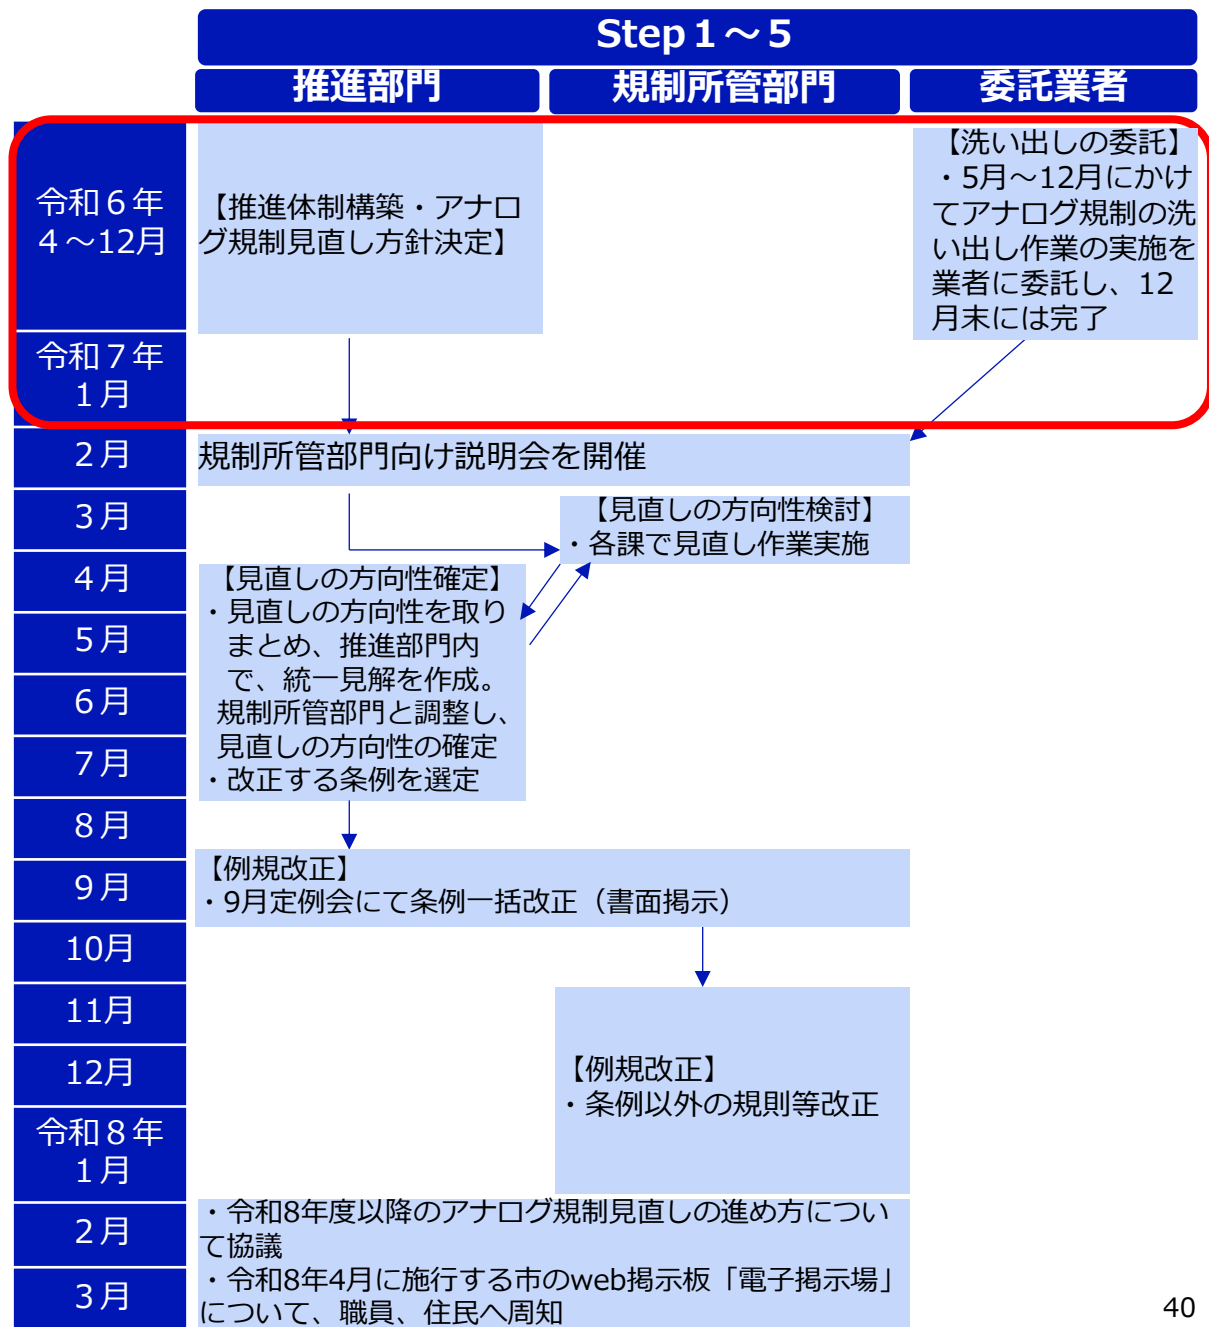 Step１～５
推進部門
規制所管部門
委託業者
令和６年
４～12月
【推進体制構築・アナロ
グ規制見直し方針決定】
【洗い出しの委託】
・5月～12月にかけ
てアナログ規制の洗
い出し作業の実施を
業者に委託し、12
月末には完了
令和７年
１月
２月
規制所管部門向け説明会を開催
３月
【見直しの方向性検討】
・各課で見直し作業実施
４月
【見直しの方向性確定】
・見直しの方向性を取り
まとめ、推進部門内
で、統一見解を作成。
規制所管部門と調整し、
見直しの方向性の確定
・改正する条例を選定
５月
６月
７月
８月
９月
【例規改正】
・9月定例会にて条例一括改正（書面掲示）
10月
11月
12月
【例規改正】
・条例以外の規則等改正
令和８年
１月
２月
・令和8年度以降のアナログ規制見直しの進め方につい
て協議
・令和8年4月に施行する市のweb掲示板「電子掲示場」
について、職員、住民へ周知
３月
40